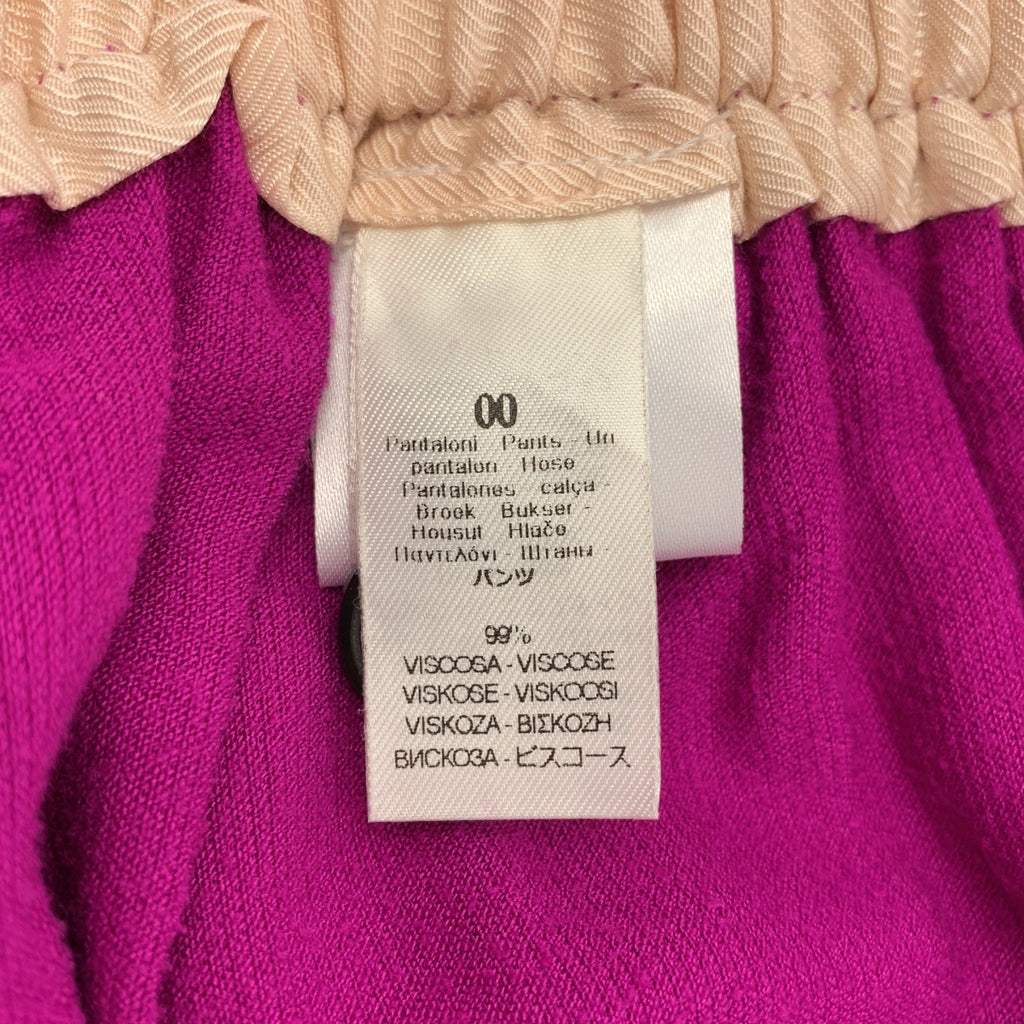 00
Pantaloni Pants - Un
pantalon - Hose
Pantalones calça -
Broek Bukser -
Housut Hlače
Παντελόνι - Штаны -
パンツ
99%
VISCOSA - VISCOSE
VISKOSE - VISKOOSI
VISKOZA - ΒΙΣΚΟΖΗ
ВИСКОЗА - ビスコース